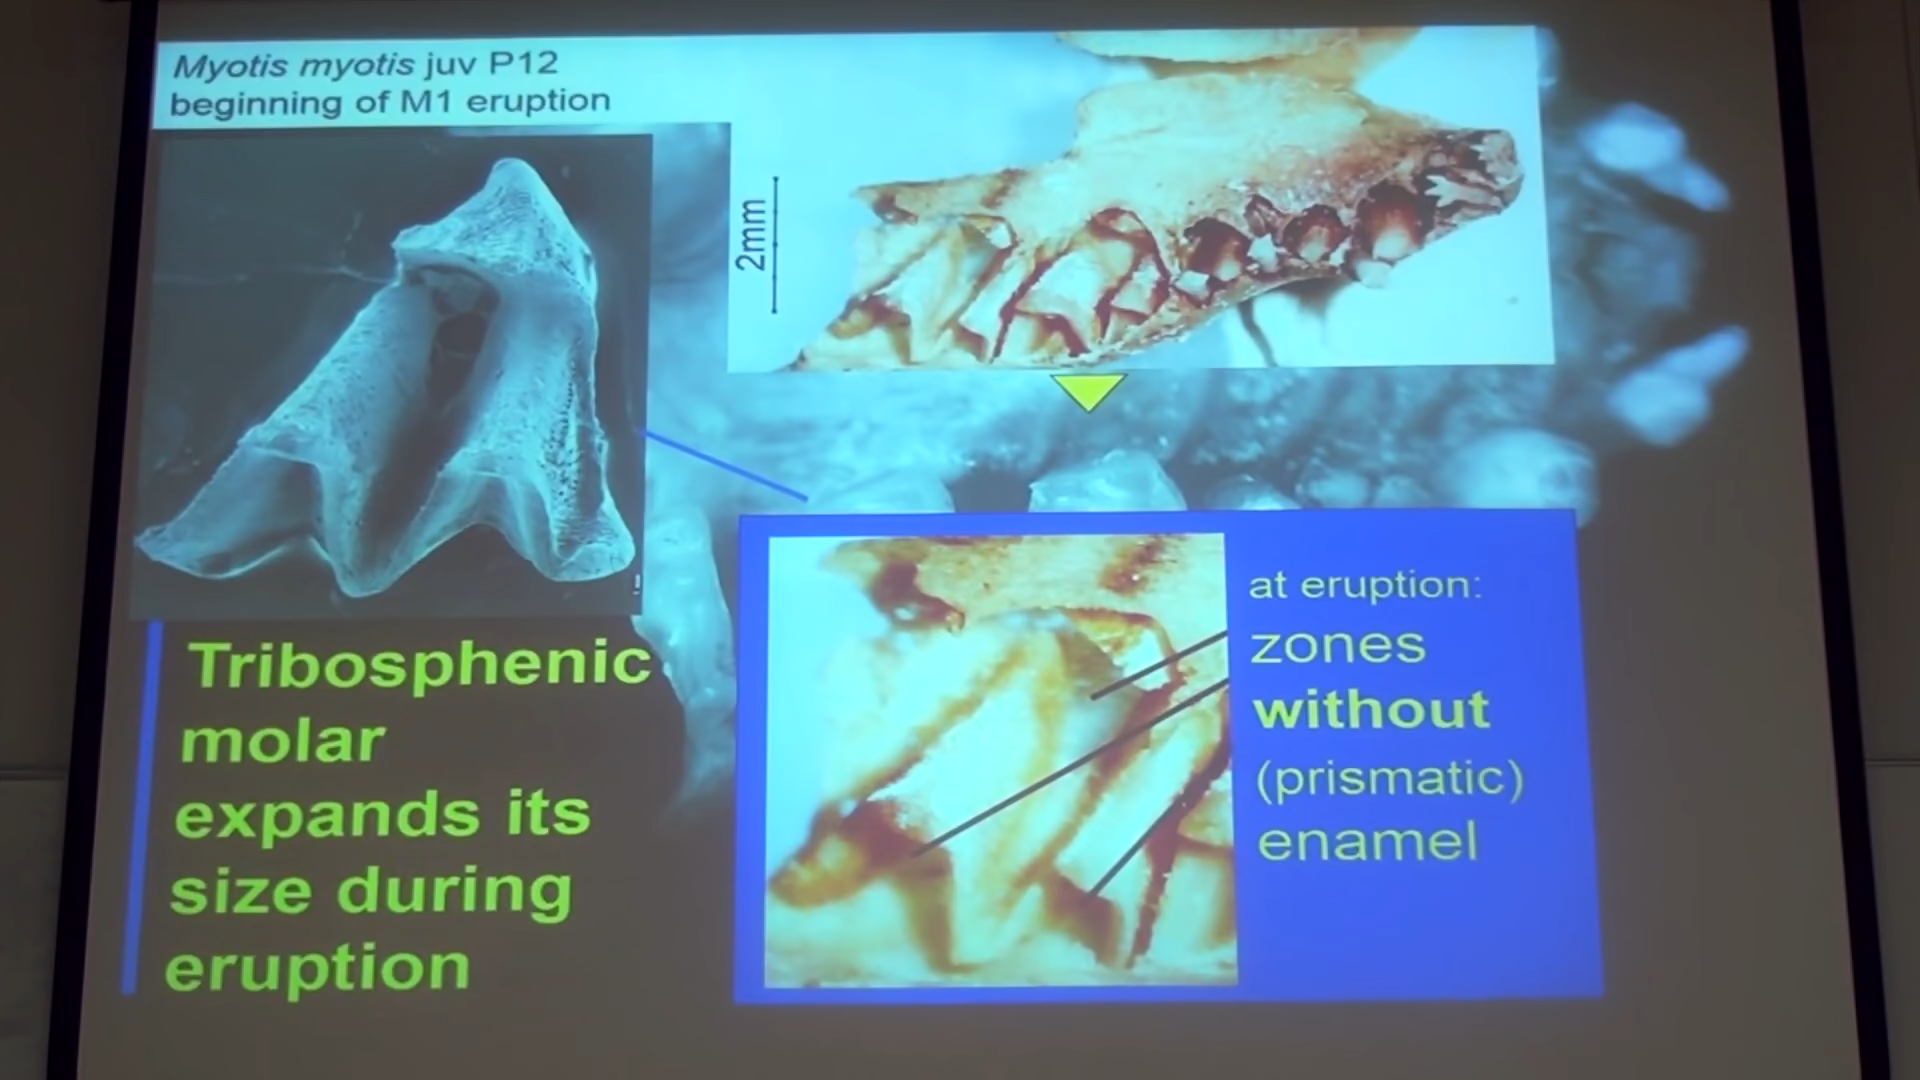 Myotis myotis juv P12
beginning of M1 eruption
2mm
Tribosphenic
molar
expands its
size during
eruption
at eruption:
zones
without
(prismatic)
enamel